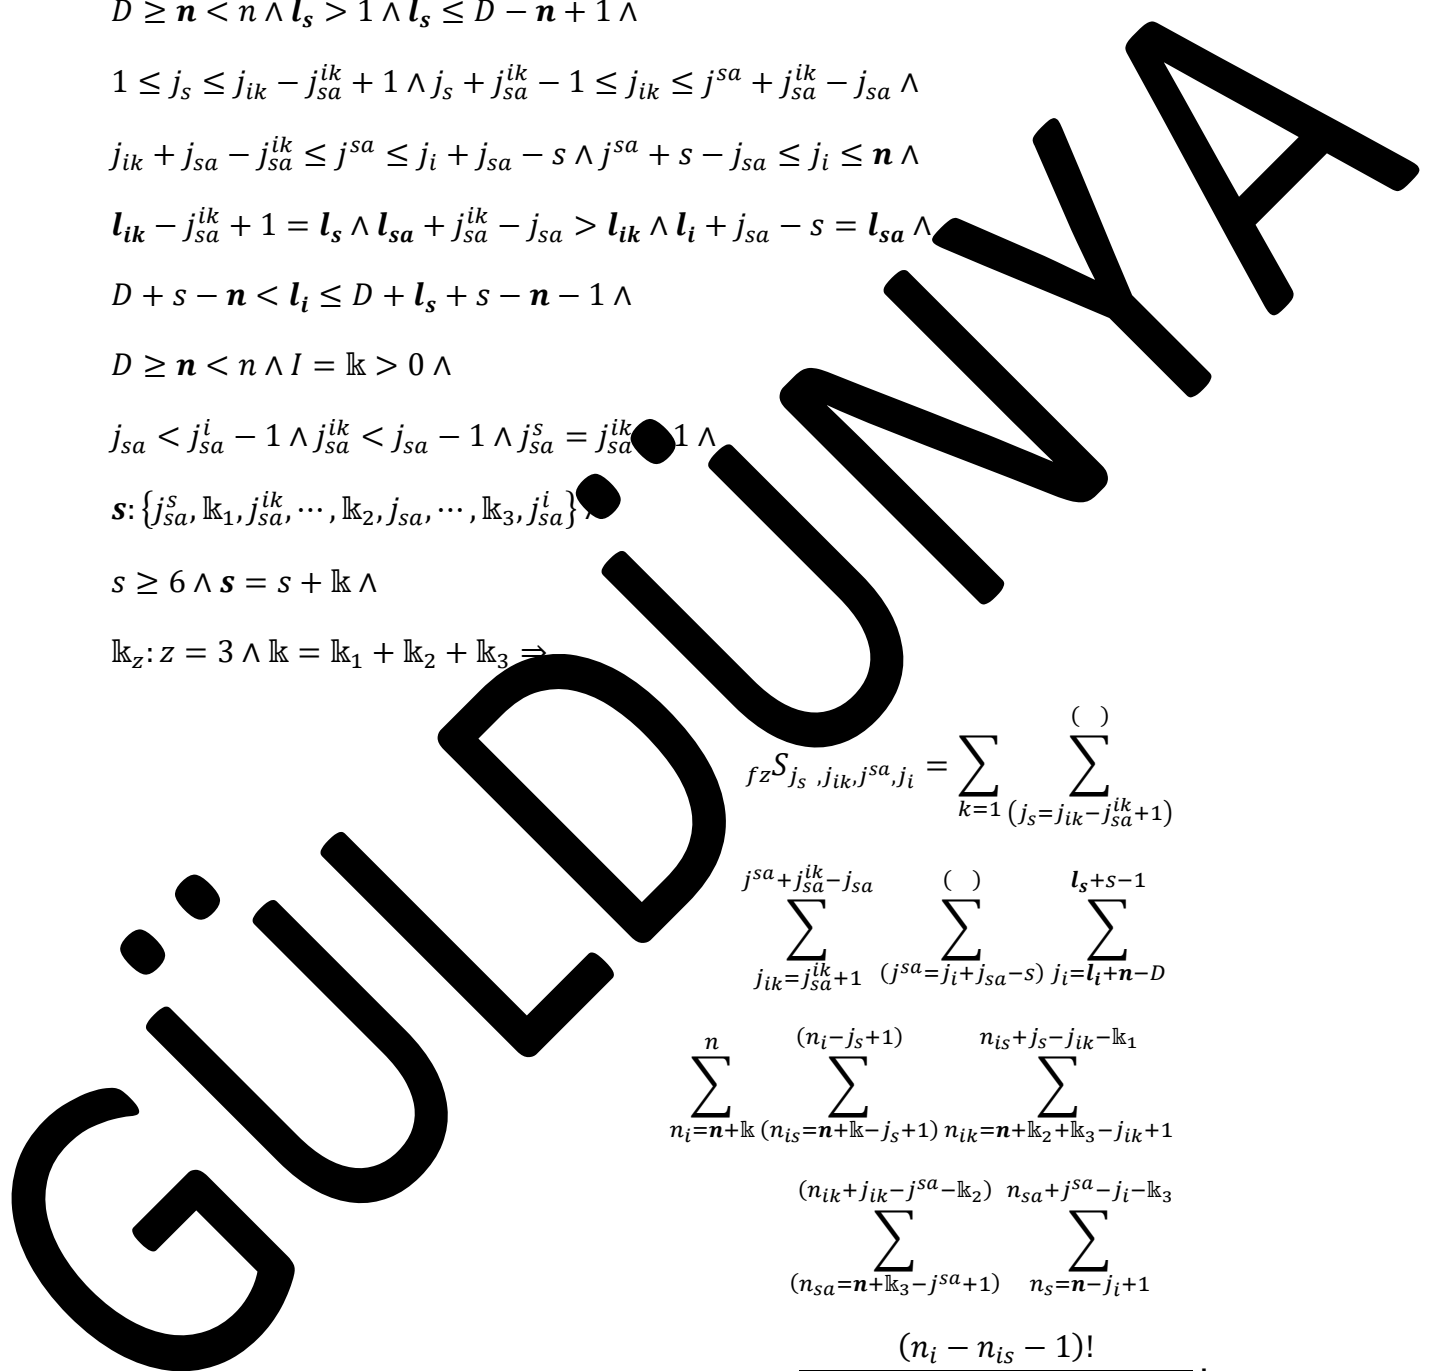 D ≥ 𝒏 < n ∧ 𝒍ₛ > 1 ∧ 𝒍ₛ ≤ D − 𝒏 + 1 ∧
1 ≤ j_s ≤ j_{ik} − j_{sa}^{ik} + 1 ∧ j_s + j_{sa}^{ik} − 1 ≤ j_{ik} ≤ j^{sa} + j_{sa}^{ik} − j_{sa} ∧
j_{ik} + j_{sa} − j_{sa}^{ik} ≤ j^{sa} ≤ j_i + j_{sa} − s ∧ j^{sa} + s − j_{sa} ≤ j_i ≤ 𝒏 ∧
𝒍_{ik} − j_{sa}^{ik} + 1 = 𝒍_s ∧ 𝒍_{sa} + j_{sa}^{ik} − j_{sa} > 𝒍_{ik} ∧ 𝒍_i + j_{sa} − s = 𝒍_{sa} ∧
D + s − 𝒏 < 𝒍_i ≤ D + 𝒍_s + s − 𝒏 − 1 ∧
D ≥ 𝒏 < n ∧ I = 𝕜 > 0 ∧
j_{sa} < j_{sa}^{i} − 1 ∧ j_{sa}^{ik} < j_{sa} − 1 ∧ j_{sa}^{s} = j_{sa}^{ik} 1 ∧
𝒔: {j_{sa}^{s}, 𝕜_1, j_{sa}^{ik}, ⋯, 𝕜_2, j_{sa}, ⋯, 𝕜_3, j_{sa}^{i}} ∧
s ≥ 6 ∧ 𝒔 = s + 𝕜 ∧
𝕜_z: z = 3 ∧ 𝕜 = 𝕜_1 + 𝕜_2 + 𝕜_3 ⇒
_{fz}S_{j_s ,j_{ik},j^{sa},j_i} = ∑_{k=1} ∑_{(j_s=j_{ik}−j_{sa}^{ik}+1)}^{( )}
∑_{j_{ik}=j_{sa}^{ik}+1}^{j^{sa}+j_{sa}^{ik}−j_{sa}} ∑_{(j^{sa}=j_i+j_{sa}−s)}^{( )} ∑_{j_i=𝒍_i+𝒏−D}^{𝒍_s+s−1}
∑_{n_i=𝒏+𝕜}^{n} ∑_{(n_{is}=𝒏+𝕜−j_s+1)}^{(n_i−j_s+1)} ∑_{n_{ik}=𝒏+𝕜_2+𝕜_3−j_{ik}+1}^{n_{is}+j_s−j_{ik}−𝕜_1}
∑_{(n_{sa}=𝒏+𝕜_3−j^{sa}+1)}^{(n_{ik}+j_{ik}−j^{sa}−𝕜_2)} ∑_{n_s=𝒏−j_i+1}^{n_{sa}+j^{sa}−j_i−𝕜_3}
(n_i − n_{is} − 1)!
GÜLDÜNYA